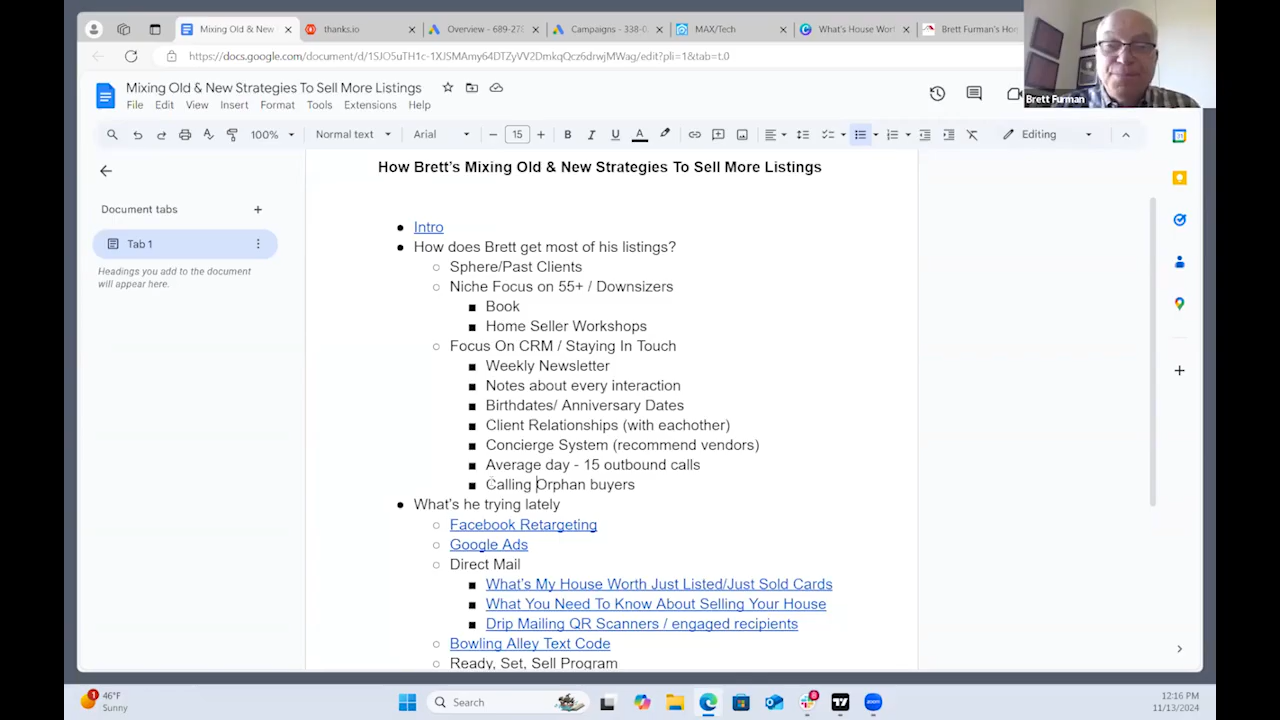 Mixing Old & New
thanks.io
Overview - 689-27
Campaigns - 338-0
MAX/Tech
What's House Wor
Brett Furman's Ho
https://docs.google.com/document/d/1SJO5uTH1c-1XJSMAmy64DTZyVV2DmkqQcz6drwjMWag/edit?pli=1&tab=t.0
Brett Furman
Mixing Old & New Strategies To Sell More Listings
File Edit View Insert Format Tools Extensions Help
100% Normal text Arial 15 B I U A Editing
How Brett's Mixing Old & New Strategies To Sell More Listings
Document tabs
Tab 1
Headings you add to the document
will appear here.
Intro
How does Brett get most of his listings?
Sphere/Past Clients
Niche Focus on 55+ / Downsizers
Book
Home Seller Workshops
Focus On CRM / Staying In Touch
Weekly Newsletter
Notes about every interaction
Birthdates/ Anniversary Dates
Client Relationships (with eachother)
Concierge System (recommend vendors)
Average day - 15 outbound calls
Calling Orphan buyers
What's he trying lately
Facebook Retargeting
Google Ads
Direct Mail
What's My House Worth Just Listed/Just Sold Cards
What You Need To Know About Selling Your House
Drip Mailing QR Scanners / engaged recipients
Bowling Alley Text Code
Ready, Set, Sell Program
1
46°F
Sunny
Search
12:16 PM
11/13/2024